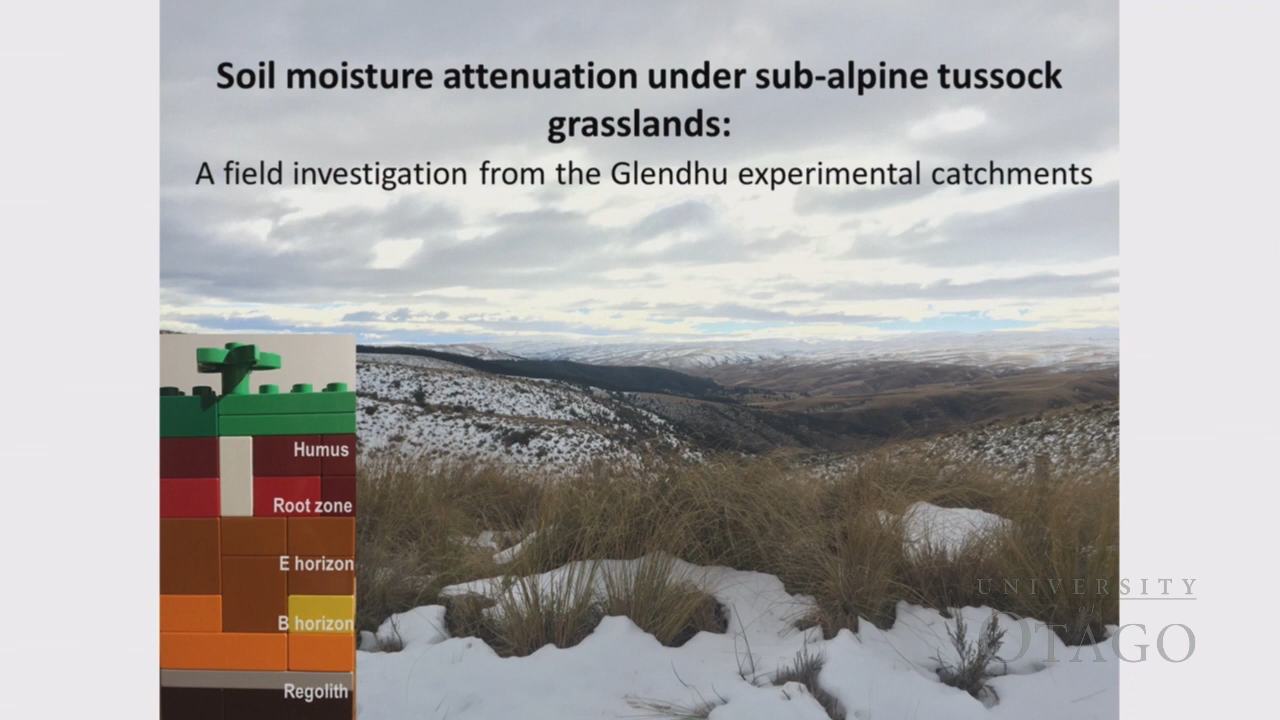 Soil moisture attenuation under sub-alpine tussock
grasslands:
A field investigation from the Glendhu experimental catchments
Humus
Root zone
E horizon
B horizon
Regolith
UNIVERSITY
OTAGO